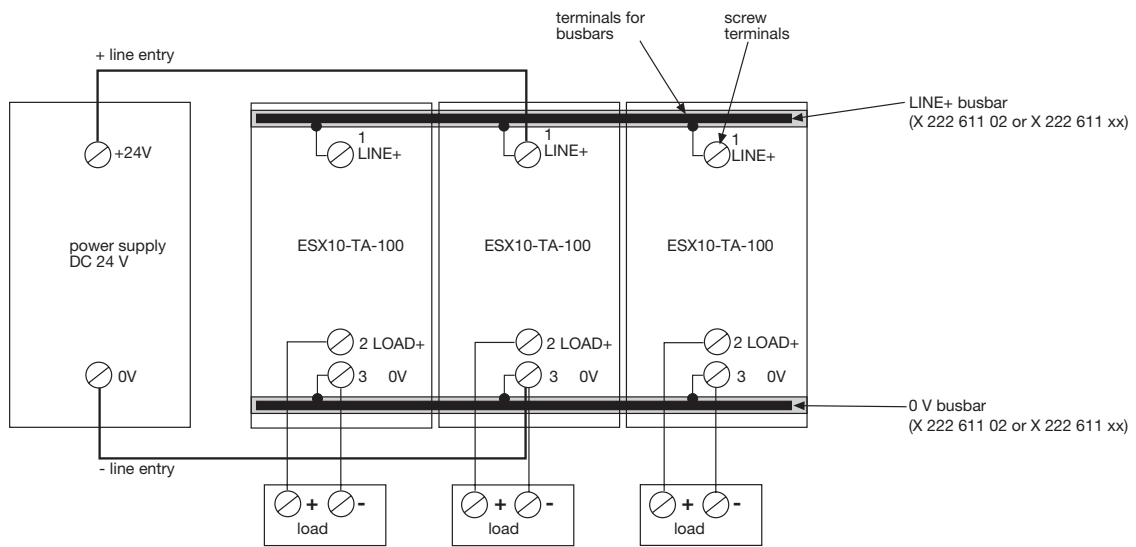 terminals for
busbars
screw
terminals
+ line entry
LINE+ busbar
(X 222 611 02 or X 222 611 xx)
+24V
1
LINE+
1
LINE+
1
LINE+
power supply
DC 24 V
ESX10-TA-100
ESX10-TA-100
ESX10-TA-100
2 LOAD+
2 LOAD+
2 LOAD+
0V
3 0V
3 0V
3 0V
0 V busbar
(X 222 611 02 or X 222 611 xx)
- line entry
+ -
load
+ -
load
+ -
load